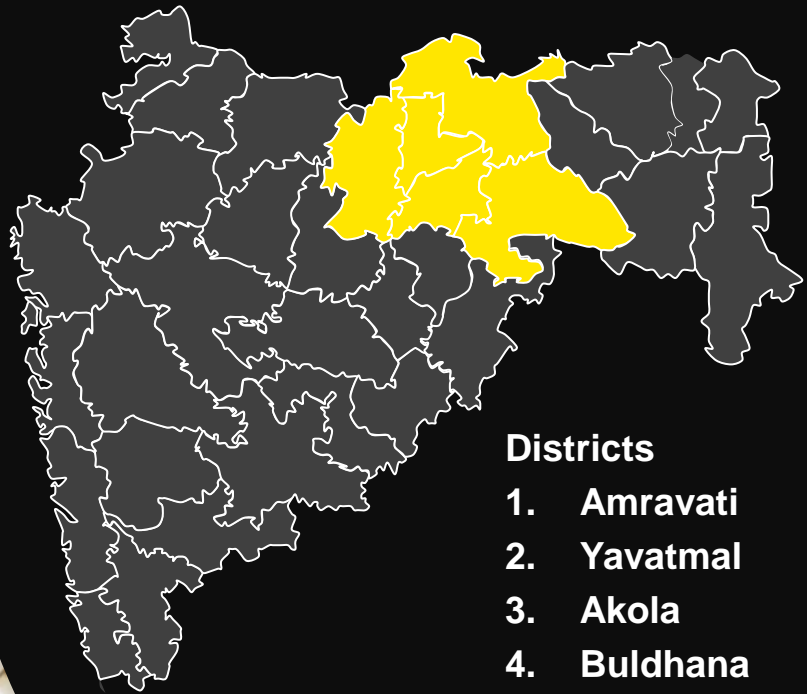 Districts
1. Amravati
2. Yavatmal
3. Akola
4. Buldhana